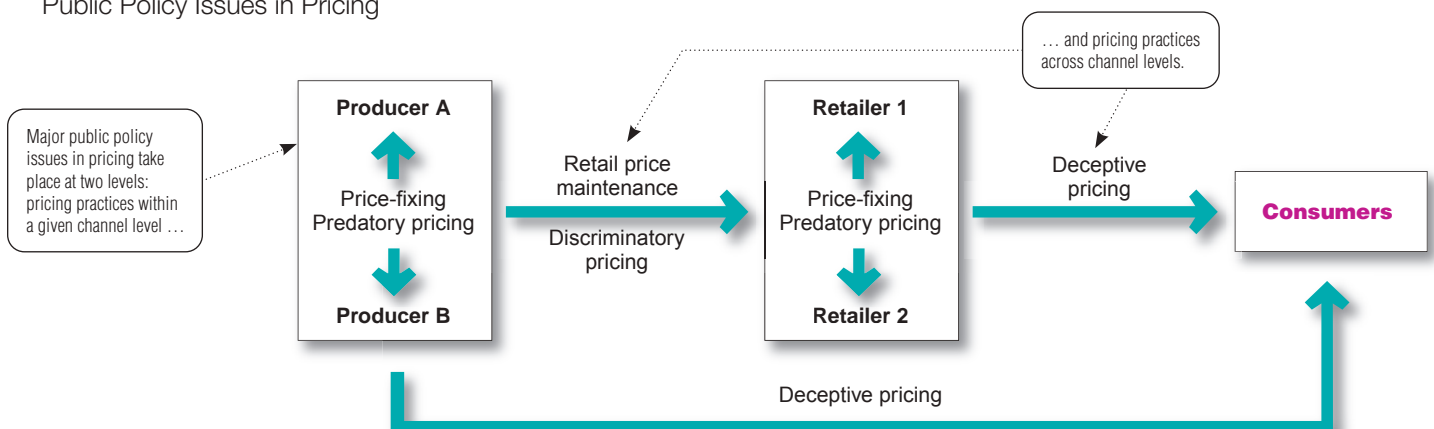 Public Policy Issues in Pricing
Major public policy
issues in pricing take
place at two levels:
pricing practices within
a given channel level …
Producer A
Price-fixing
Predatory pricing
Producer B
Retail price
maintenance
Discriminatory
pricing
… and pricing practices
across channel levels.
Retailer 1
Price-fixing
Predatory pricing
Retailer 2
Deceptive
pricing
Consumers
Deceptive pricing